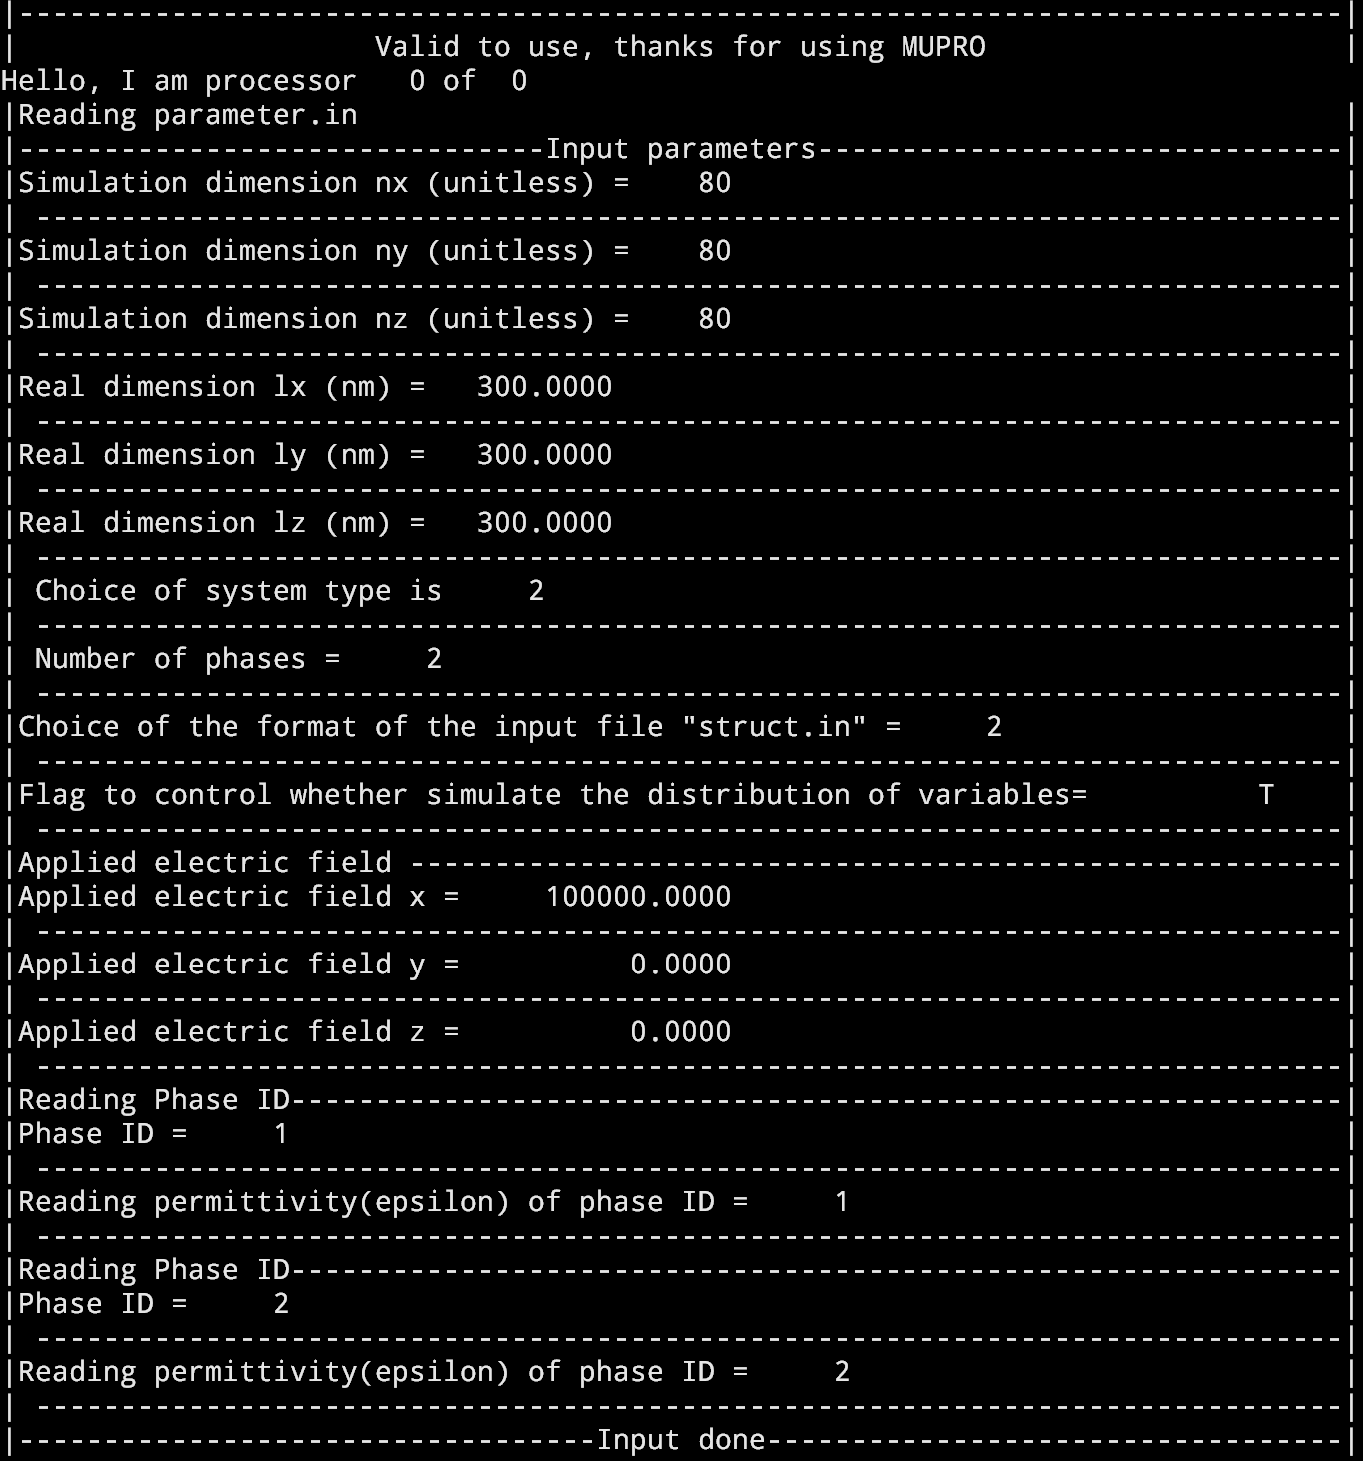 |------------------------------------------------------------------------------|
|                     Valid to use, thanks for using MUPRO                     |
Hello, I am processor   0 of  0
|Reading parameter.in                                                          |
|-------------------------------Input parameters-------------------------------|
|Simulation dimension nx (unitless) =    80                                    |
| -----------------------------------------------------------------------------|
|Simulation dimension ny (unitless) =    80                                    |
| -----------------------------------------------------------------------------|
|Simulation dimension nz (unitless) =    80                                    |
| -----------------------------------------------------------------------------|
|Real dimension lx (nm) =   300.0000                                           |
| -----------------------------------------------------------------------------|
|Real dimension ly (nm) =   300.0000                                           |
| -----------------------------------------------------------------------------|
|Real dimension lz (nm) =   300.0000                                           |
| -----------------------------------------------------------------------------|
| Choice of system type is     2                                               |
| -----------------------------------------------------------------------------|
| Number of phases =     2                                                     |
| -----------------------------------------------------------------------------|
|Choice of the format of the input file "struct.in" =     2                    |
| -----------------------------------------------------------------------------|
|Flag to control whether simulate the distribution of variables=          T    |
| -----------------------------------------------------------------------------|
|Applied electric field -------------------------------------------------------|
|Applied electric field x =     100000.0000                                    |
| -----------------------------------------------------------------------------|
|Applied electric field y =          0.0000                                    |
| -----------------------------------------------------------------------------|
|Applied electric field z =          0.0000                                    |
| -----------------------------------------------------------------------------|
|Reading Phase ID--------------------------------------------------------------|
|Phase ID =     1                                                              |
| -----------------------------------------------------------------------------|
|Reading permittivity(epsilon) of phase ID =     1                             |
| -----------------------------------------------------------------------------|
|Reading Phase ID--------------------------------------------------------------|
|Phase ID =     2                                                              |
| -----------------------------------------------------------------------------|
|Reading permittivity(epsilon) of phase ID =     2                             |
| -----------------------------------------------------------------------------|
|----------------------------------Input done----------------------------------|